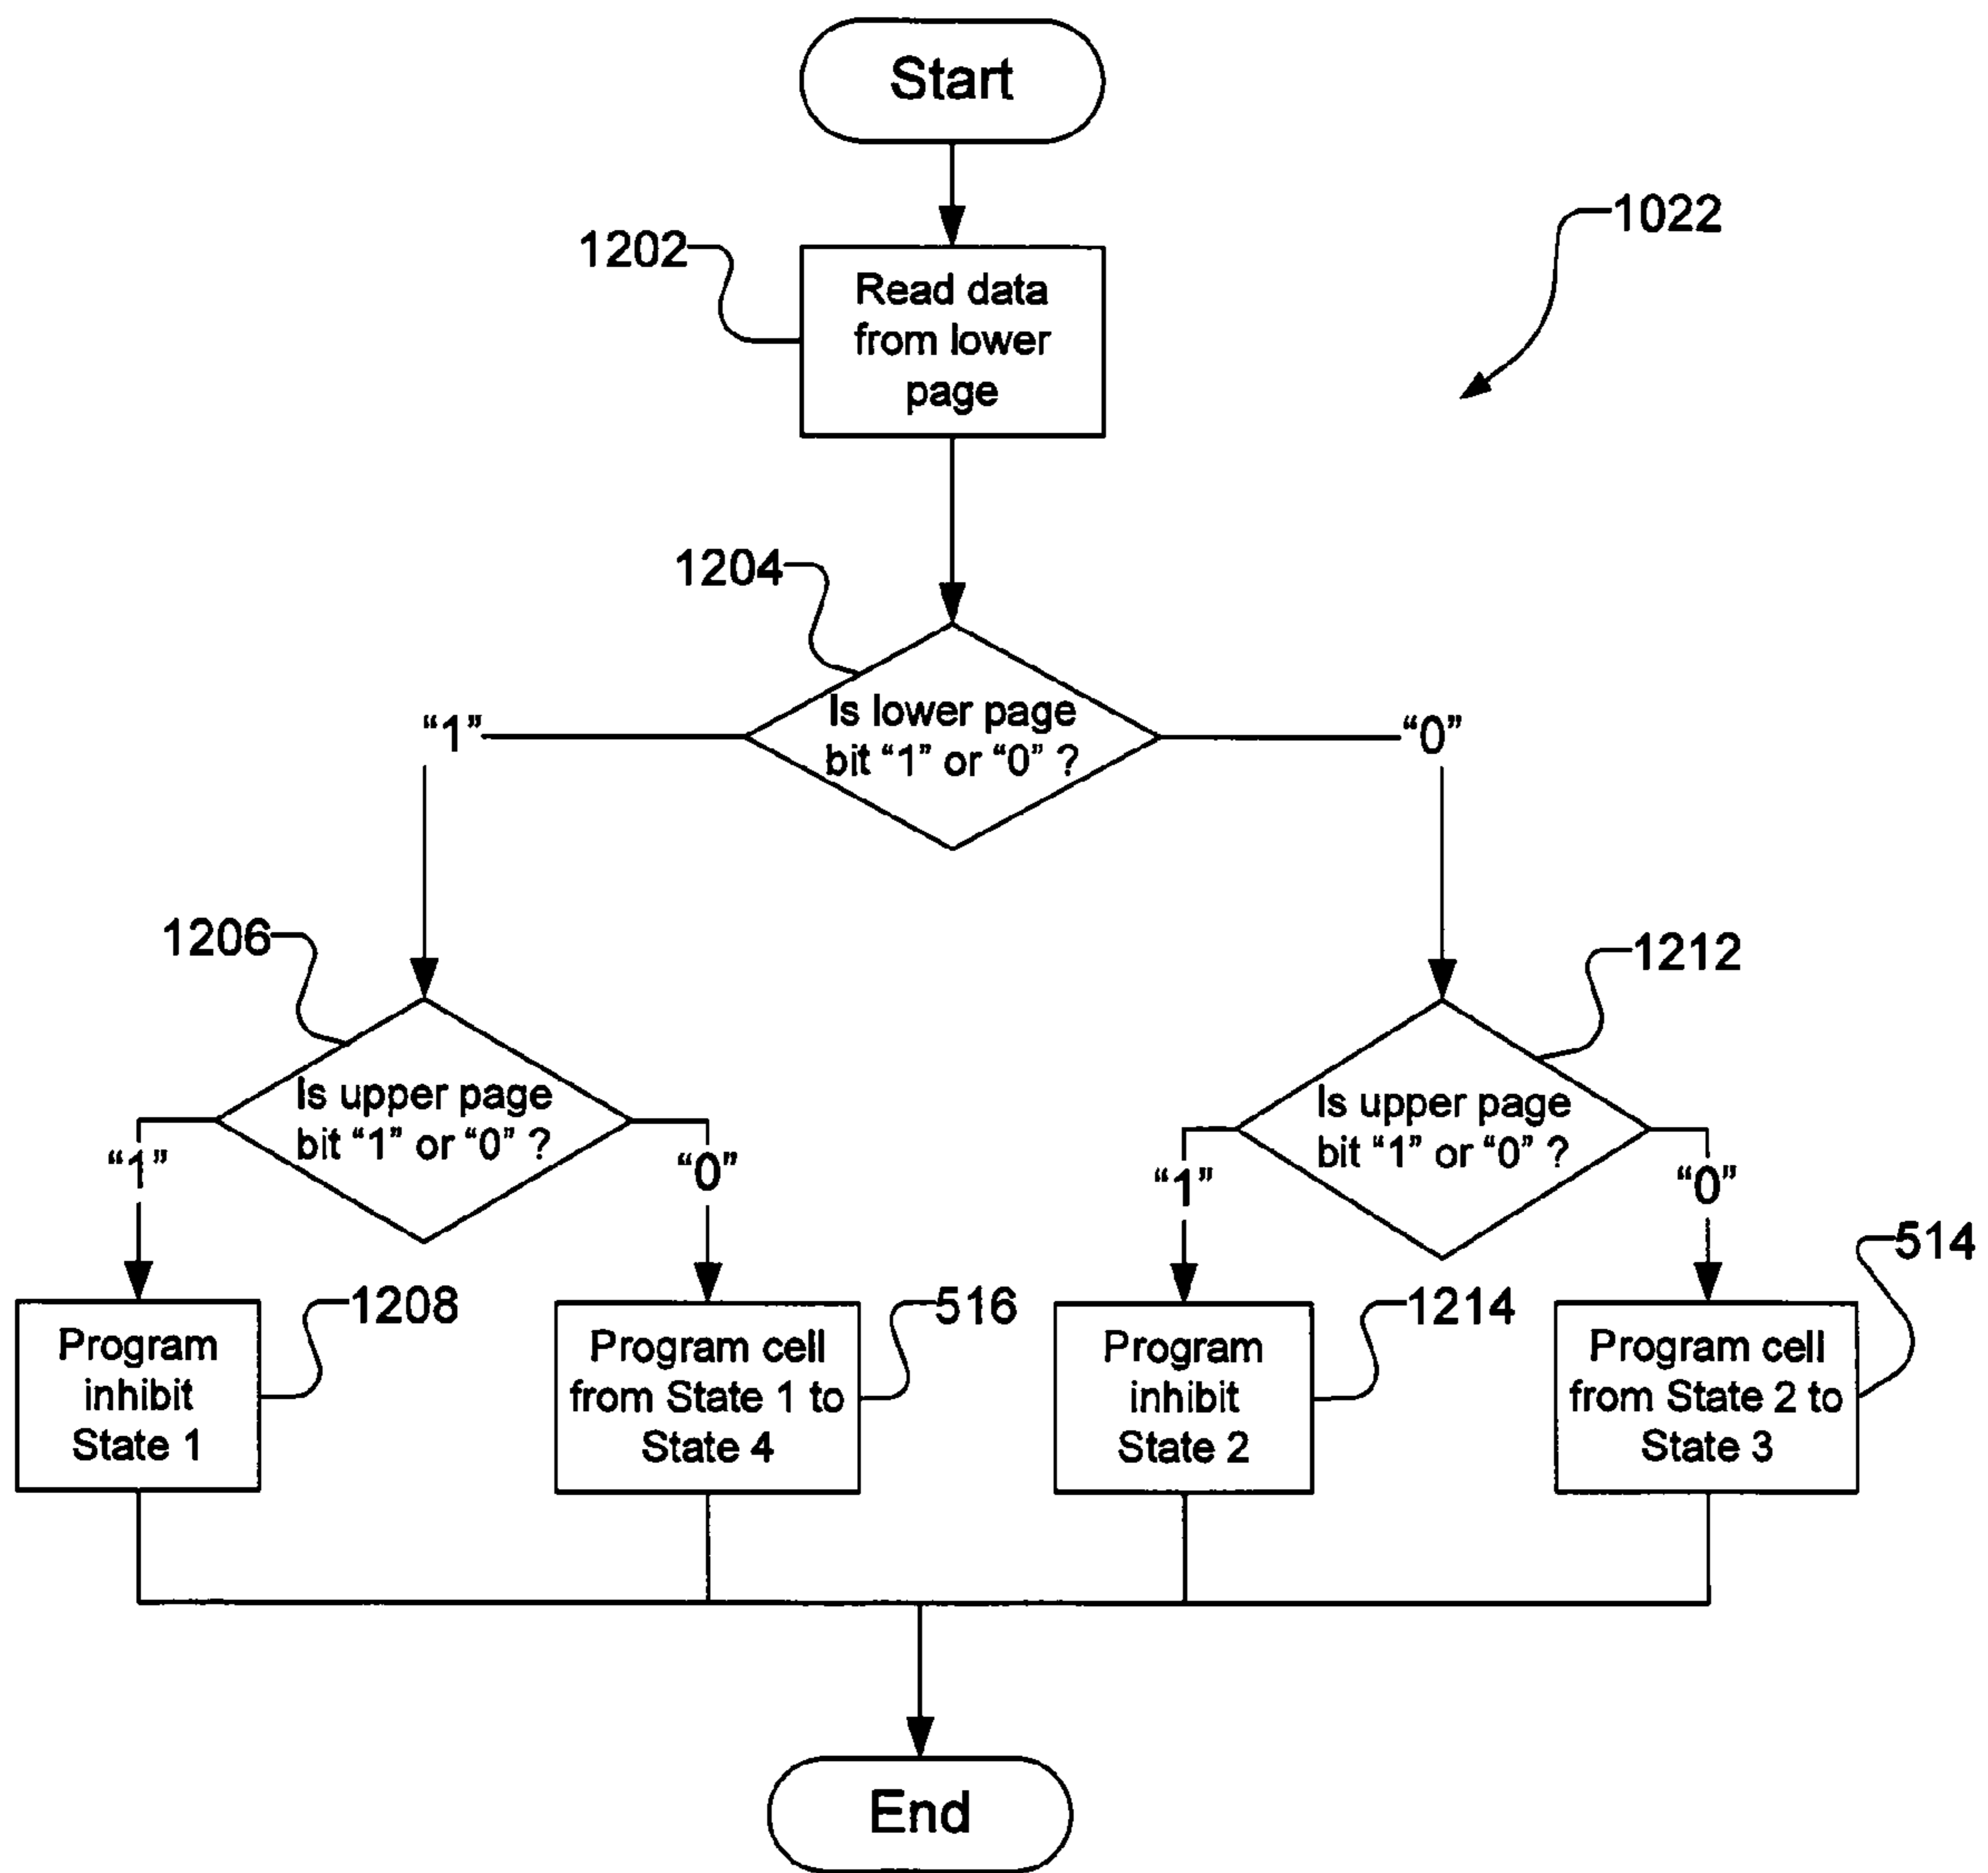 Start
1022
1202
Read data
from lower
page
1204
Is lower page
bit “1” or “0” ?
“1”
“0”
1206
1212
Is upper page
bit “1” or “0” ?
Is upper page
bit “1” or “0” ?
“1”
“0”
“1”
“0”
514
1208
516
1214
Program
inhibit
State 1
Program cell
from State 1 to
State 4
Program
inhibit
State 2
Program cell
from State 2 to
State 3
End